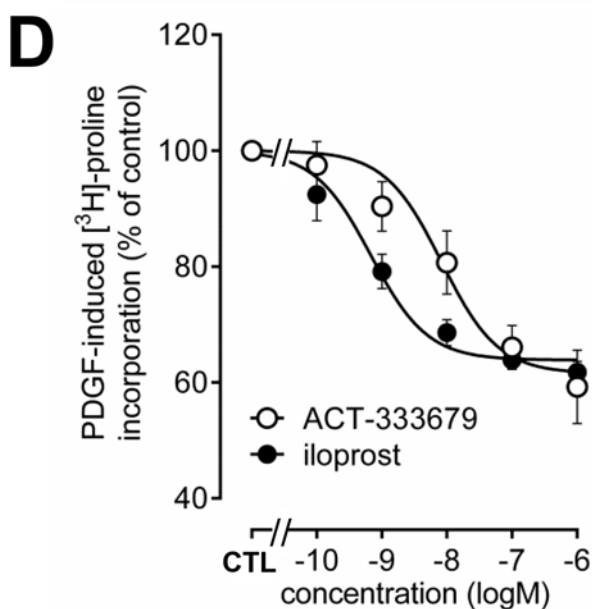 D
PDGF-induced [³H]-proline
incorporation (% of control)
120
100
80
60
40
ACT-333679
iloprost
CTL -10 -9 -8 -7 -6
concentration (logM)